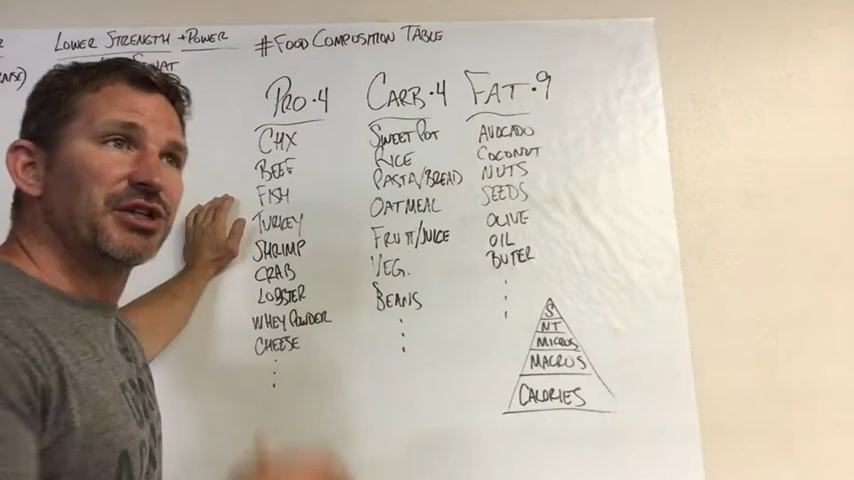 LOWER STRENGTH + POWER
#FOOD COMPOSITION TABLE
PRO • 4
CHX
BEEF
FISH
TURKEY
SHRIMP
CRAB
LOBSTER
WHEY POWDER
CHEESE
CARB • 4
SWEET POT
RICE
PASTA/BREAD
OATMEAL
FRUIT/JUICE
VEG.
BEANS
FAT • 9
AVOCADO
COCONUT
NUTS
SEEDS
OLIVE
OIL
BUTER
S
NT
MICROS
MACROS
CALORIES